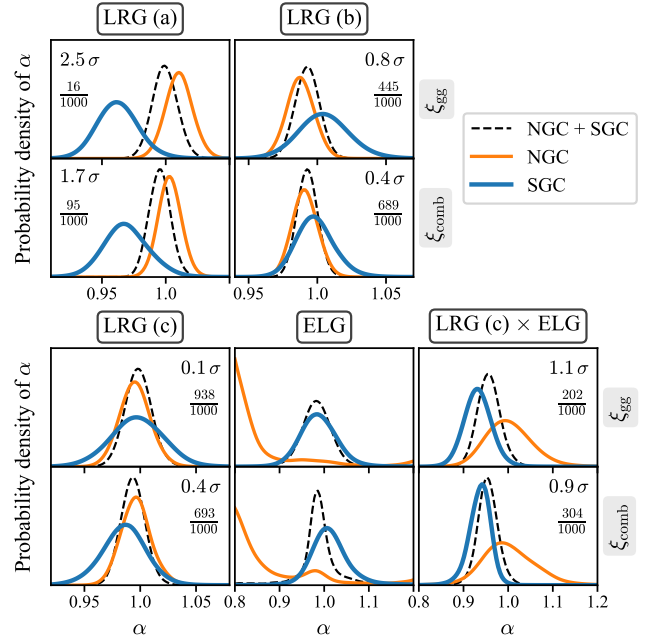 LRG (a)
LRG (b)
Probability density of α
2.5 σ
16/1000
0.8 σ
445/1000
ξgg
1.7 σ
95/1000
0.4 σ
689/1000
ξcomb
NGC + SGC
NGC
SGC
0.95 1.0
1.0 1.05
LRG (c)
ELG
LRG (c) × ELG
Probability density of α
0.1 σ
938/1000
1.1 σ
202/1000
ξgg
0.4 σ
693/1000
0.9 σ
304/1000
ξcomb
0.95 1.0 1.05
0.8 0.9 1.0 1.1
0.8 0.9 1.0 1.1 1.2
α
α
α